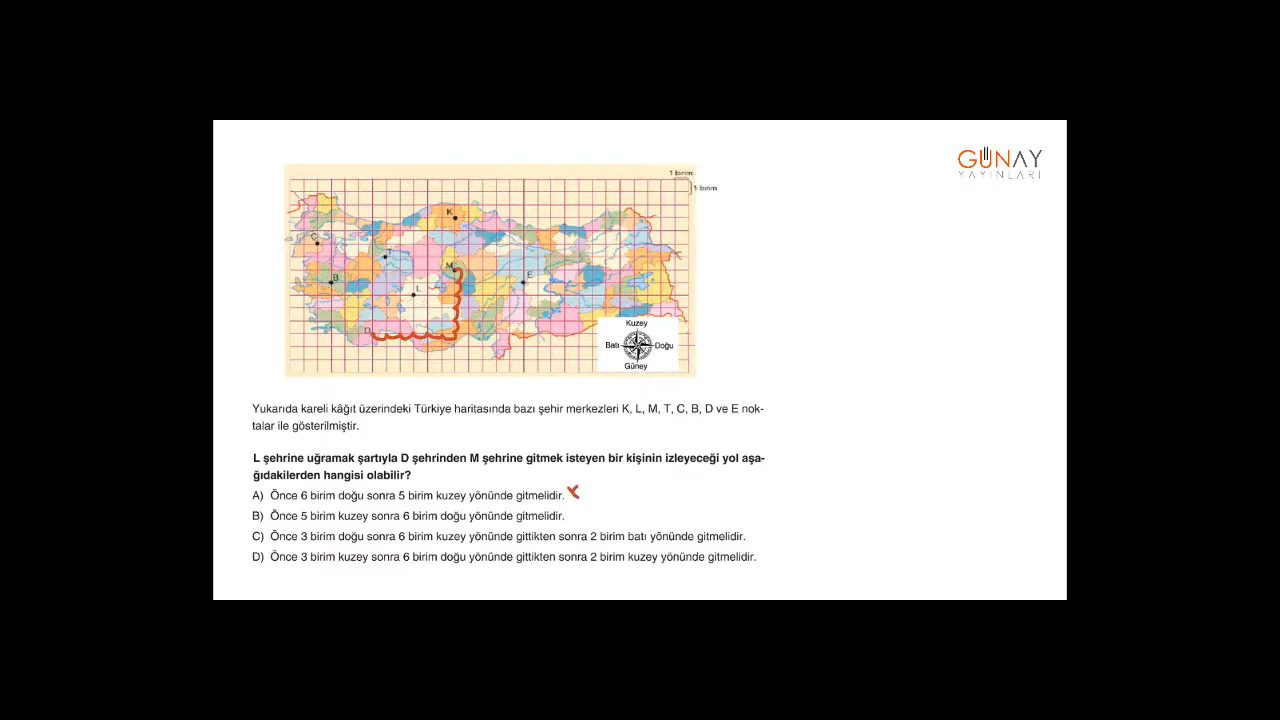 GÜNAY
YAYINLARI
1 birim
1 birim
K
C
T
M
B
E
L
D
Kuzey
Batı
Doğu
Güney
Yukarıda kareli kâğıt üzerindeki Türkiye haritasında bazı şehir merkezleri K, L, M, T, C, B, D ve E nok-
talar ile gösterilmiştir.
L şehrine uğramak şartıyla D şehrinden M şehrine gitmek isteyen bir kişinin izleyeceği yol aşa-
ğıdakilerden hangisi olabilir?
A) Önce 6 birim doğu sonra 5 birim kuzey yönünde gitmelidir.
B) Önce 5 birim kuzey sonra 6 birim doğu yönünde gitmelidir.
C) Önce 3 birim doğu sonra 6 birim kuzey yönünde gittikten sonra 2 birim batı yönünde gitmelidir.
D) Önce 3 birim kuzey sonra 6 birim doğu yönünde gittikten sonra 2 birim kuzey yönünde gitmelidir.